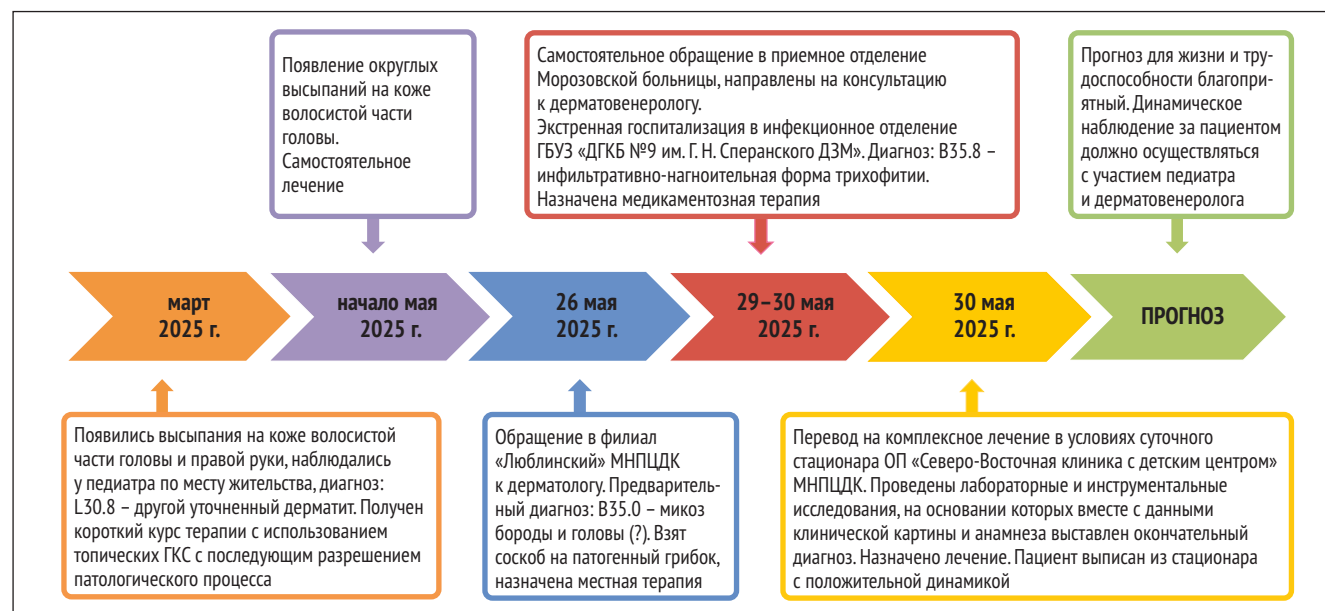 Появление округлых
высыпаний на коже
волосистой части
головы.
Самостоятельное
лечение
Самостоятельное обращение в приемное отделение
Морозовской больницы, направлены на консультацию
к дерматовенерологу.
Экстренная госпитализация в инфекционное отделение
ГБУЗ «ДГКБ №9 им. Г. Н. Сперанского ДЗМ». Диагноз: B35.8 –
инфильтративно-нагноительная форма трихофитии.
Назначена медикаментозная терапия
Прогноз для жизни и тру-
доспособности благопри-
ятный. Динамическое
наблюдение за пациентом
должно осуществляться
с участием педиатра
и дерматовенеролога
март
2025 г.
начало мая
2025 г.
26 мая
2025 г.
29–30 мая
2025 г.
30 мая
2025 г.
ПРОГНОЗ
Появились высыпания на коже волосистой
части головы и правой руки, наблюдались
у педиатра по месту жительства, диагноз:
L30.8 – другой уточненный дерматит. Получен
короткий курс терапии с использованием
топических ГКС с последующим разрешением
патологического процесса
Обращение в филиал
«Люблинский» МНПЦДК
к дерматологу. Предваритель-
ный диагноз: B35.0 – микоз
бороды и головы (?). Взят
соскоб на патогенный грибок,
назначена местная терапия
Перевод на комплексное лечение в условиях суточного
стационара ОП «Северо-Восточная клиника с детским центром»
МНПЦДК. Проведены лабораторные и инструментальные
исследования, на основании которых вместе с данными
клинической картины и анамнеза выставлен окончательный
диагноз. Назначено лечение. Пациент выписан из стационара
с положительной динамикой